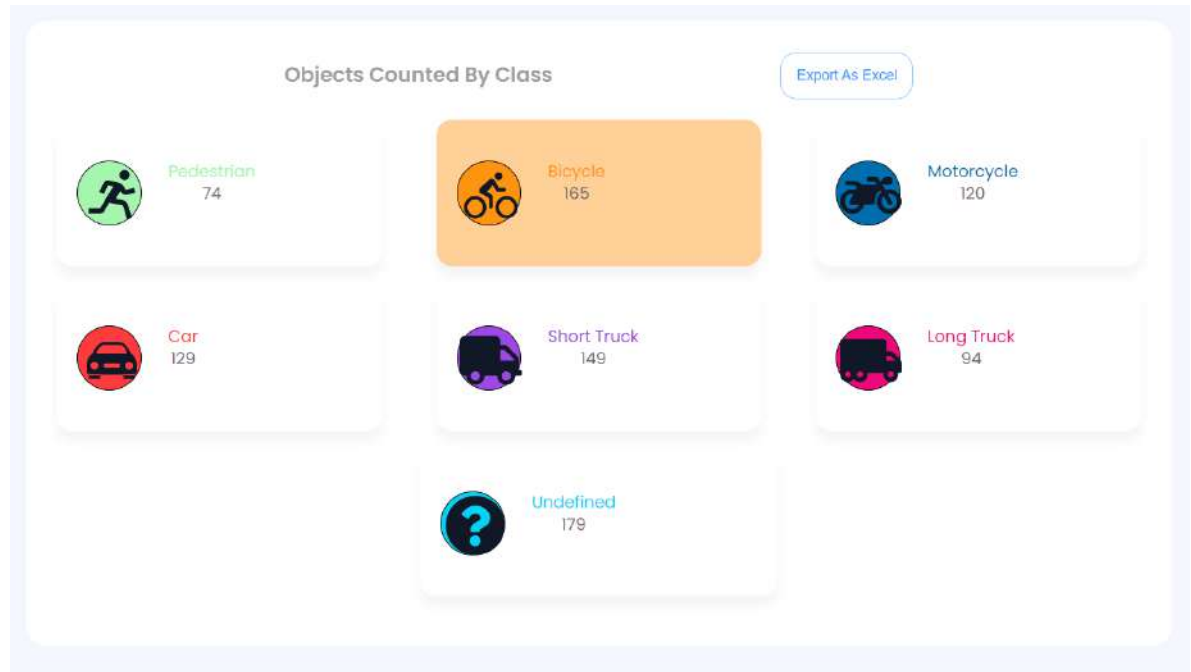 Objects Counted By Class
Export As Excel
Pedestrian
74
Bicycle
165
Motorcycle
120
Car
129
Short Truck
149
Long Truck
94
Undefined
179